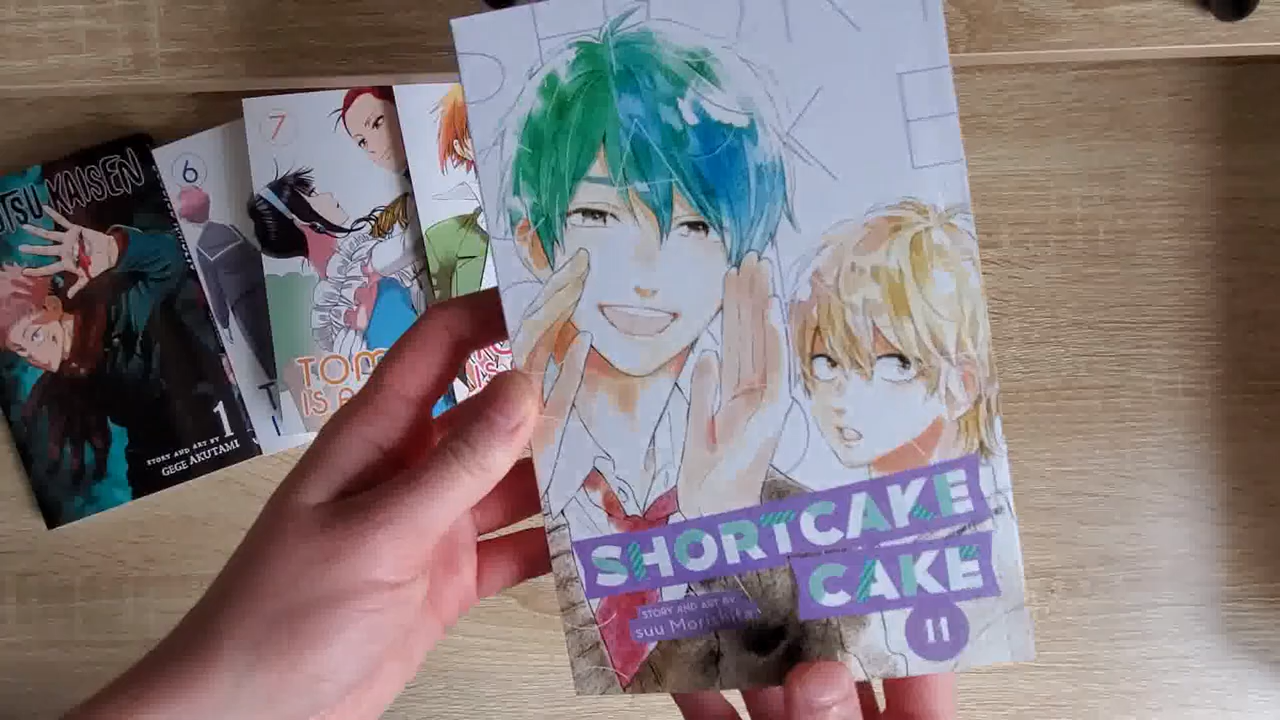 SHORTCAKE
CAKE
STORY AND ART BY
suu Morishita
11
TSU KAISEN
1
STORY AND ART BY
GEGE AKUTAMI
6
7
TOM
IS A